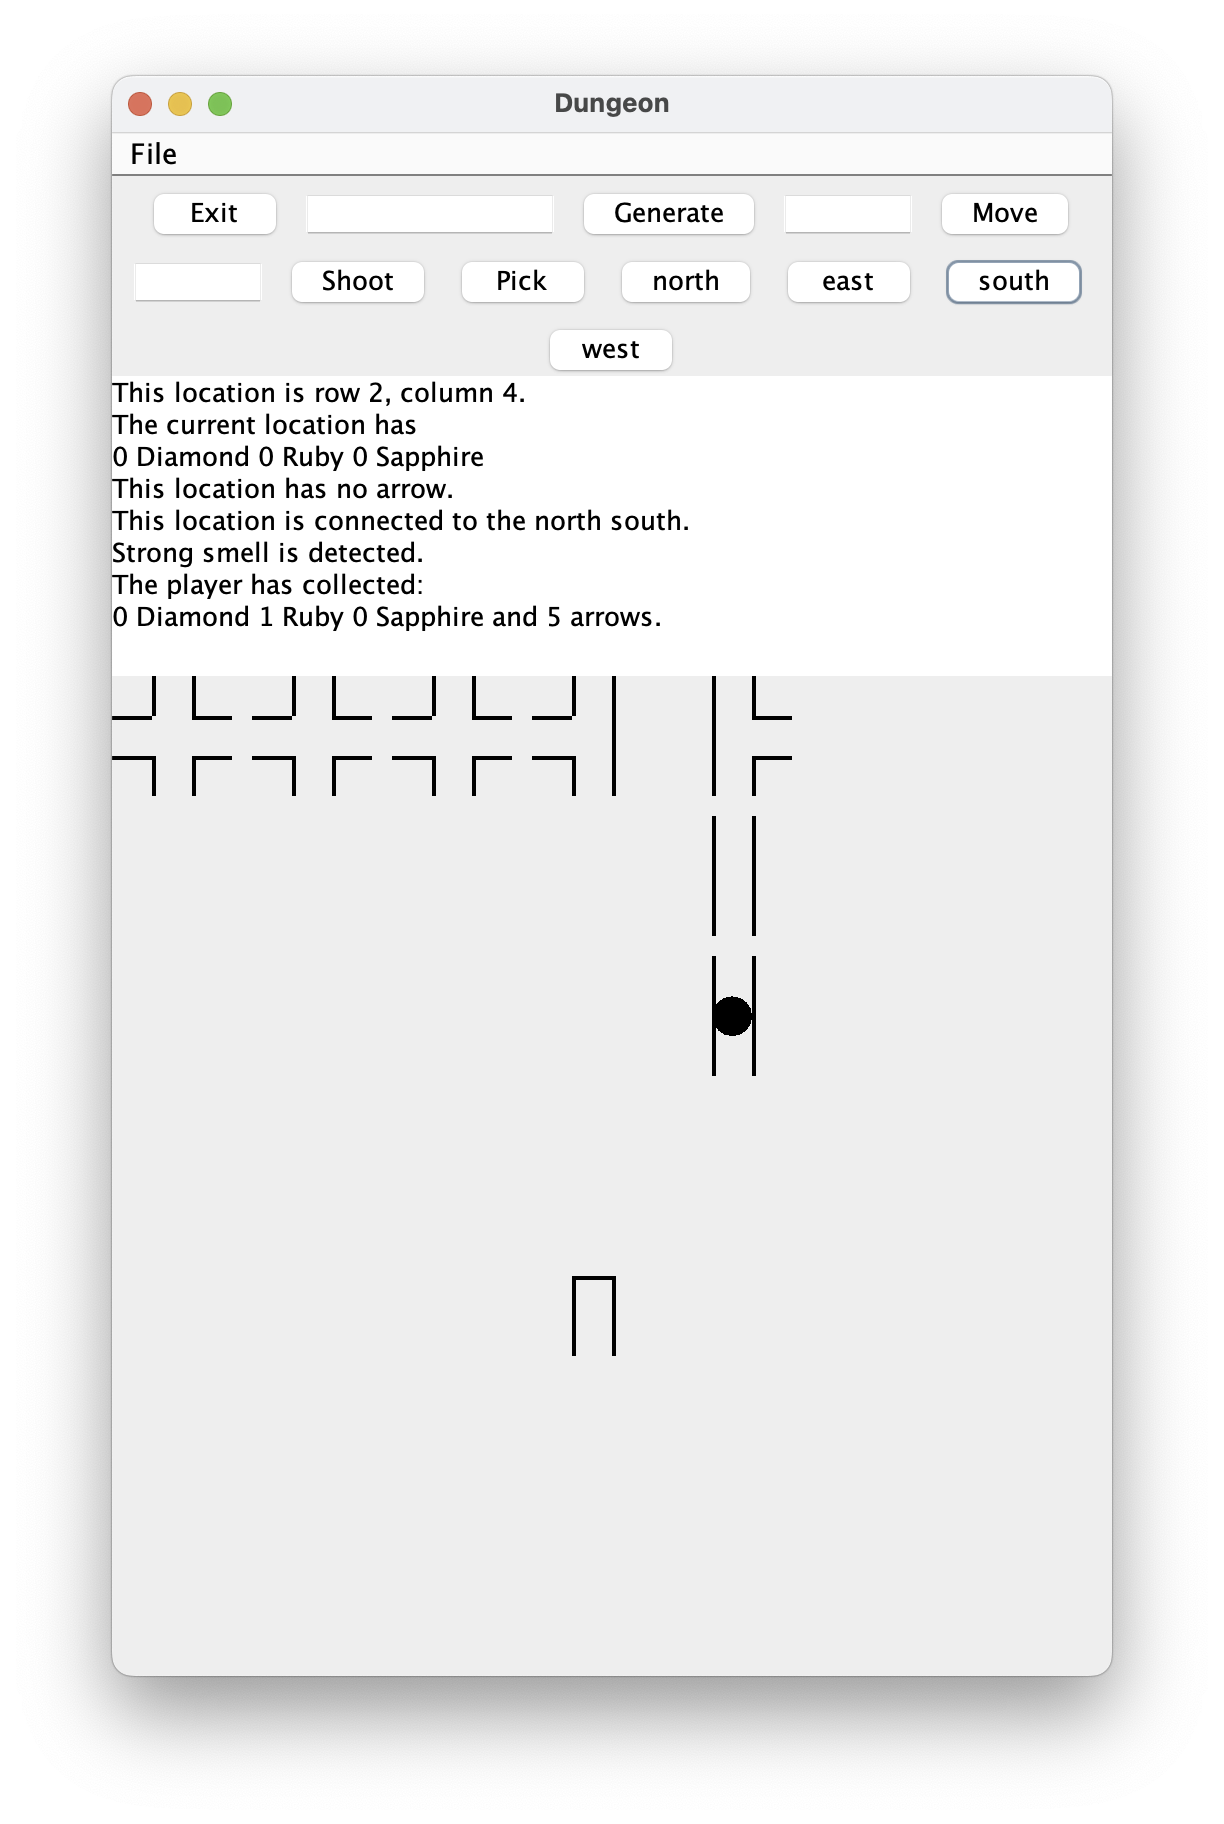 Dungeon
File
Exit Generate Move
Shoot Pick north east south
west
This location is row 2, column 4.
The current location has
0 Diamond 0 Ruby 0 Sapphire
This location has no arrow.
This location is connected to the north south.
Strong smell is detected.
The player has collected:
0 Diamond 1 Ruby 0 Sapphire and 5 arrows.